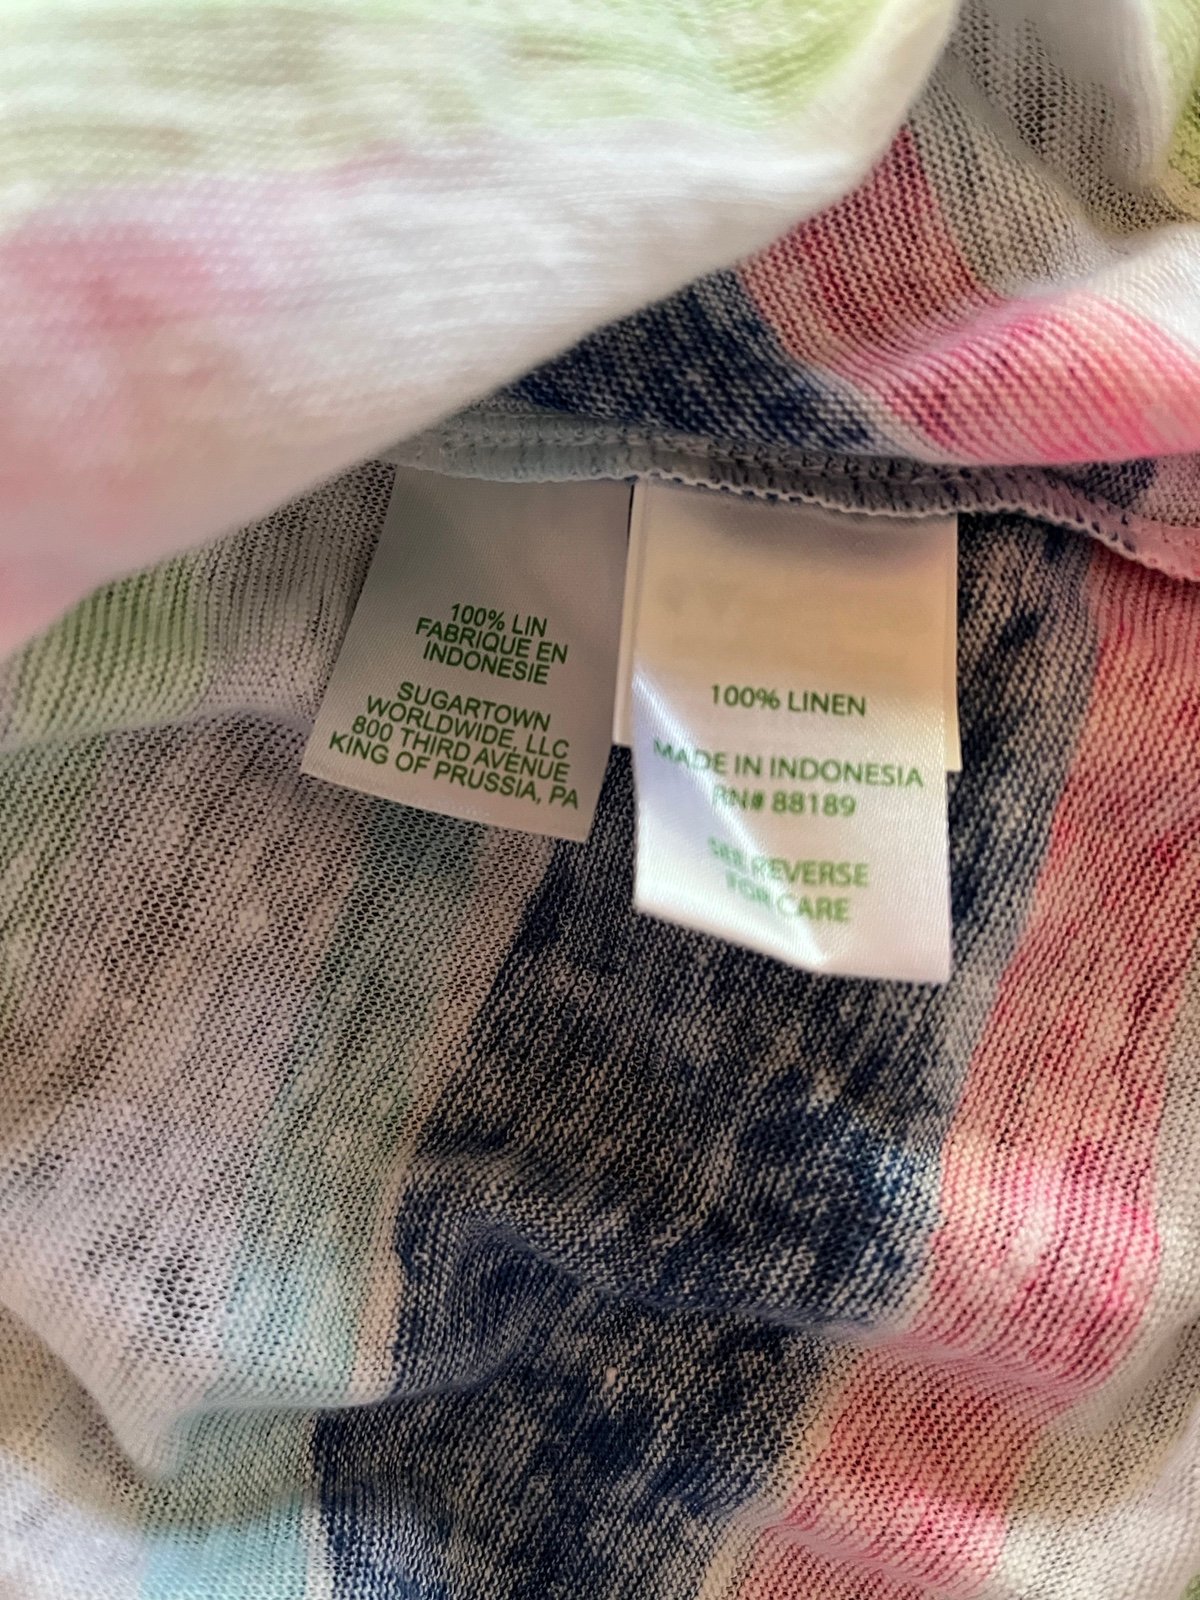 100% LIN
FABRIQUE EN
INDONESIE
SUGARTOWN
WORLDWIDE, LLC
800 THIRD AVENUE
KING OF PRUSSIA, PA
100% LINEN
MADE IN INDONESIA
RN# 88189
SEE REVERSE
FOR CARE